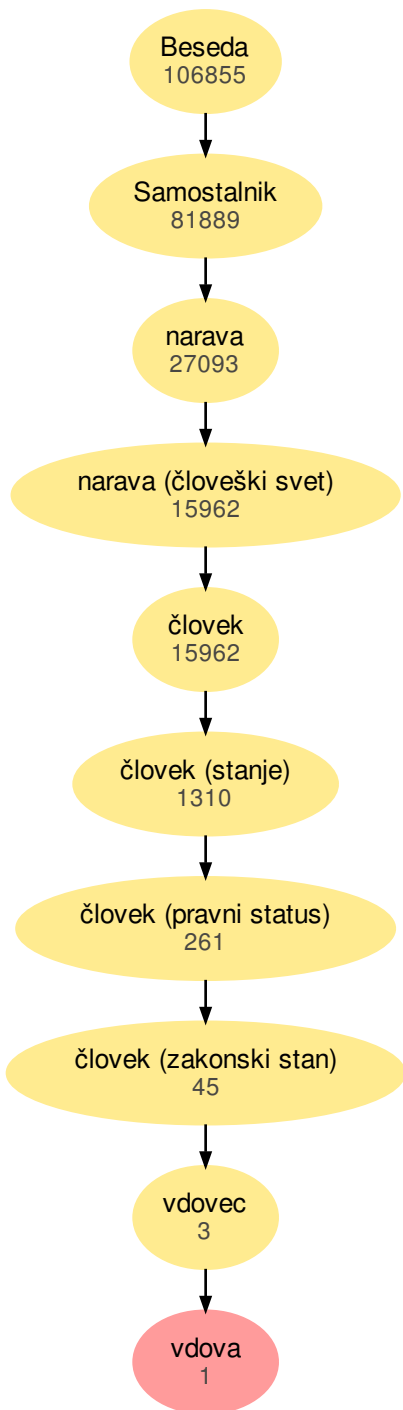 Beseda
106855
Samostalnik
81889
narava
27093
narava (človeški svet)
15962
človek
15962
človek (stanje)
1310
človek (pravni status)
261
človek (zakonski stan)
45
vdovec
3
vdova
1